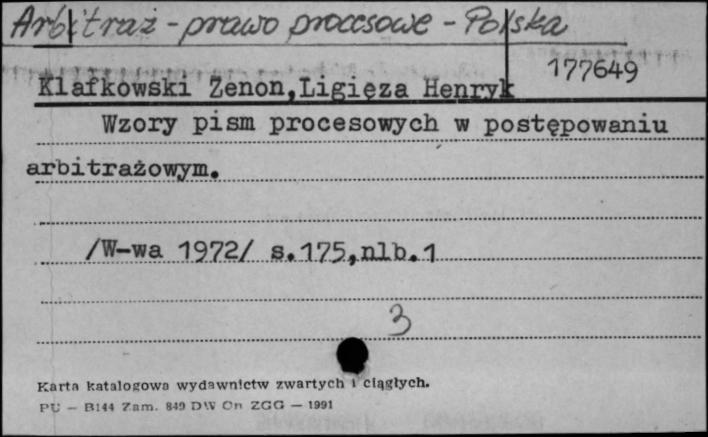 Arbitraż - prawo procesowe - Polska
177649
Klafkowski Zenon, Ligięza Henryk
Wzory pism procesowych w postępowaniu
arbitrażowym.
/W-wa 1972/ s.175,nlb.1
3
Karta katalogowa wydawnictw zwartych i ciągłych.
PU — B144 Zam. 849 DW Cn ZGG — 1991